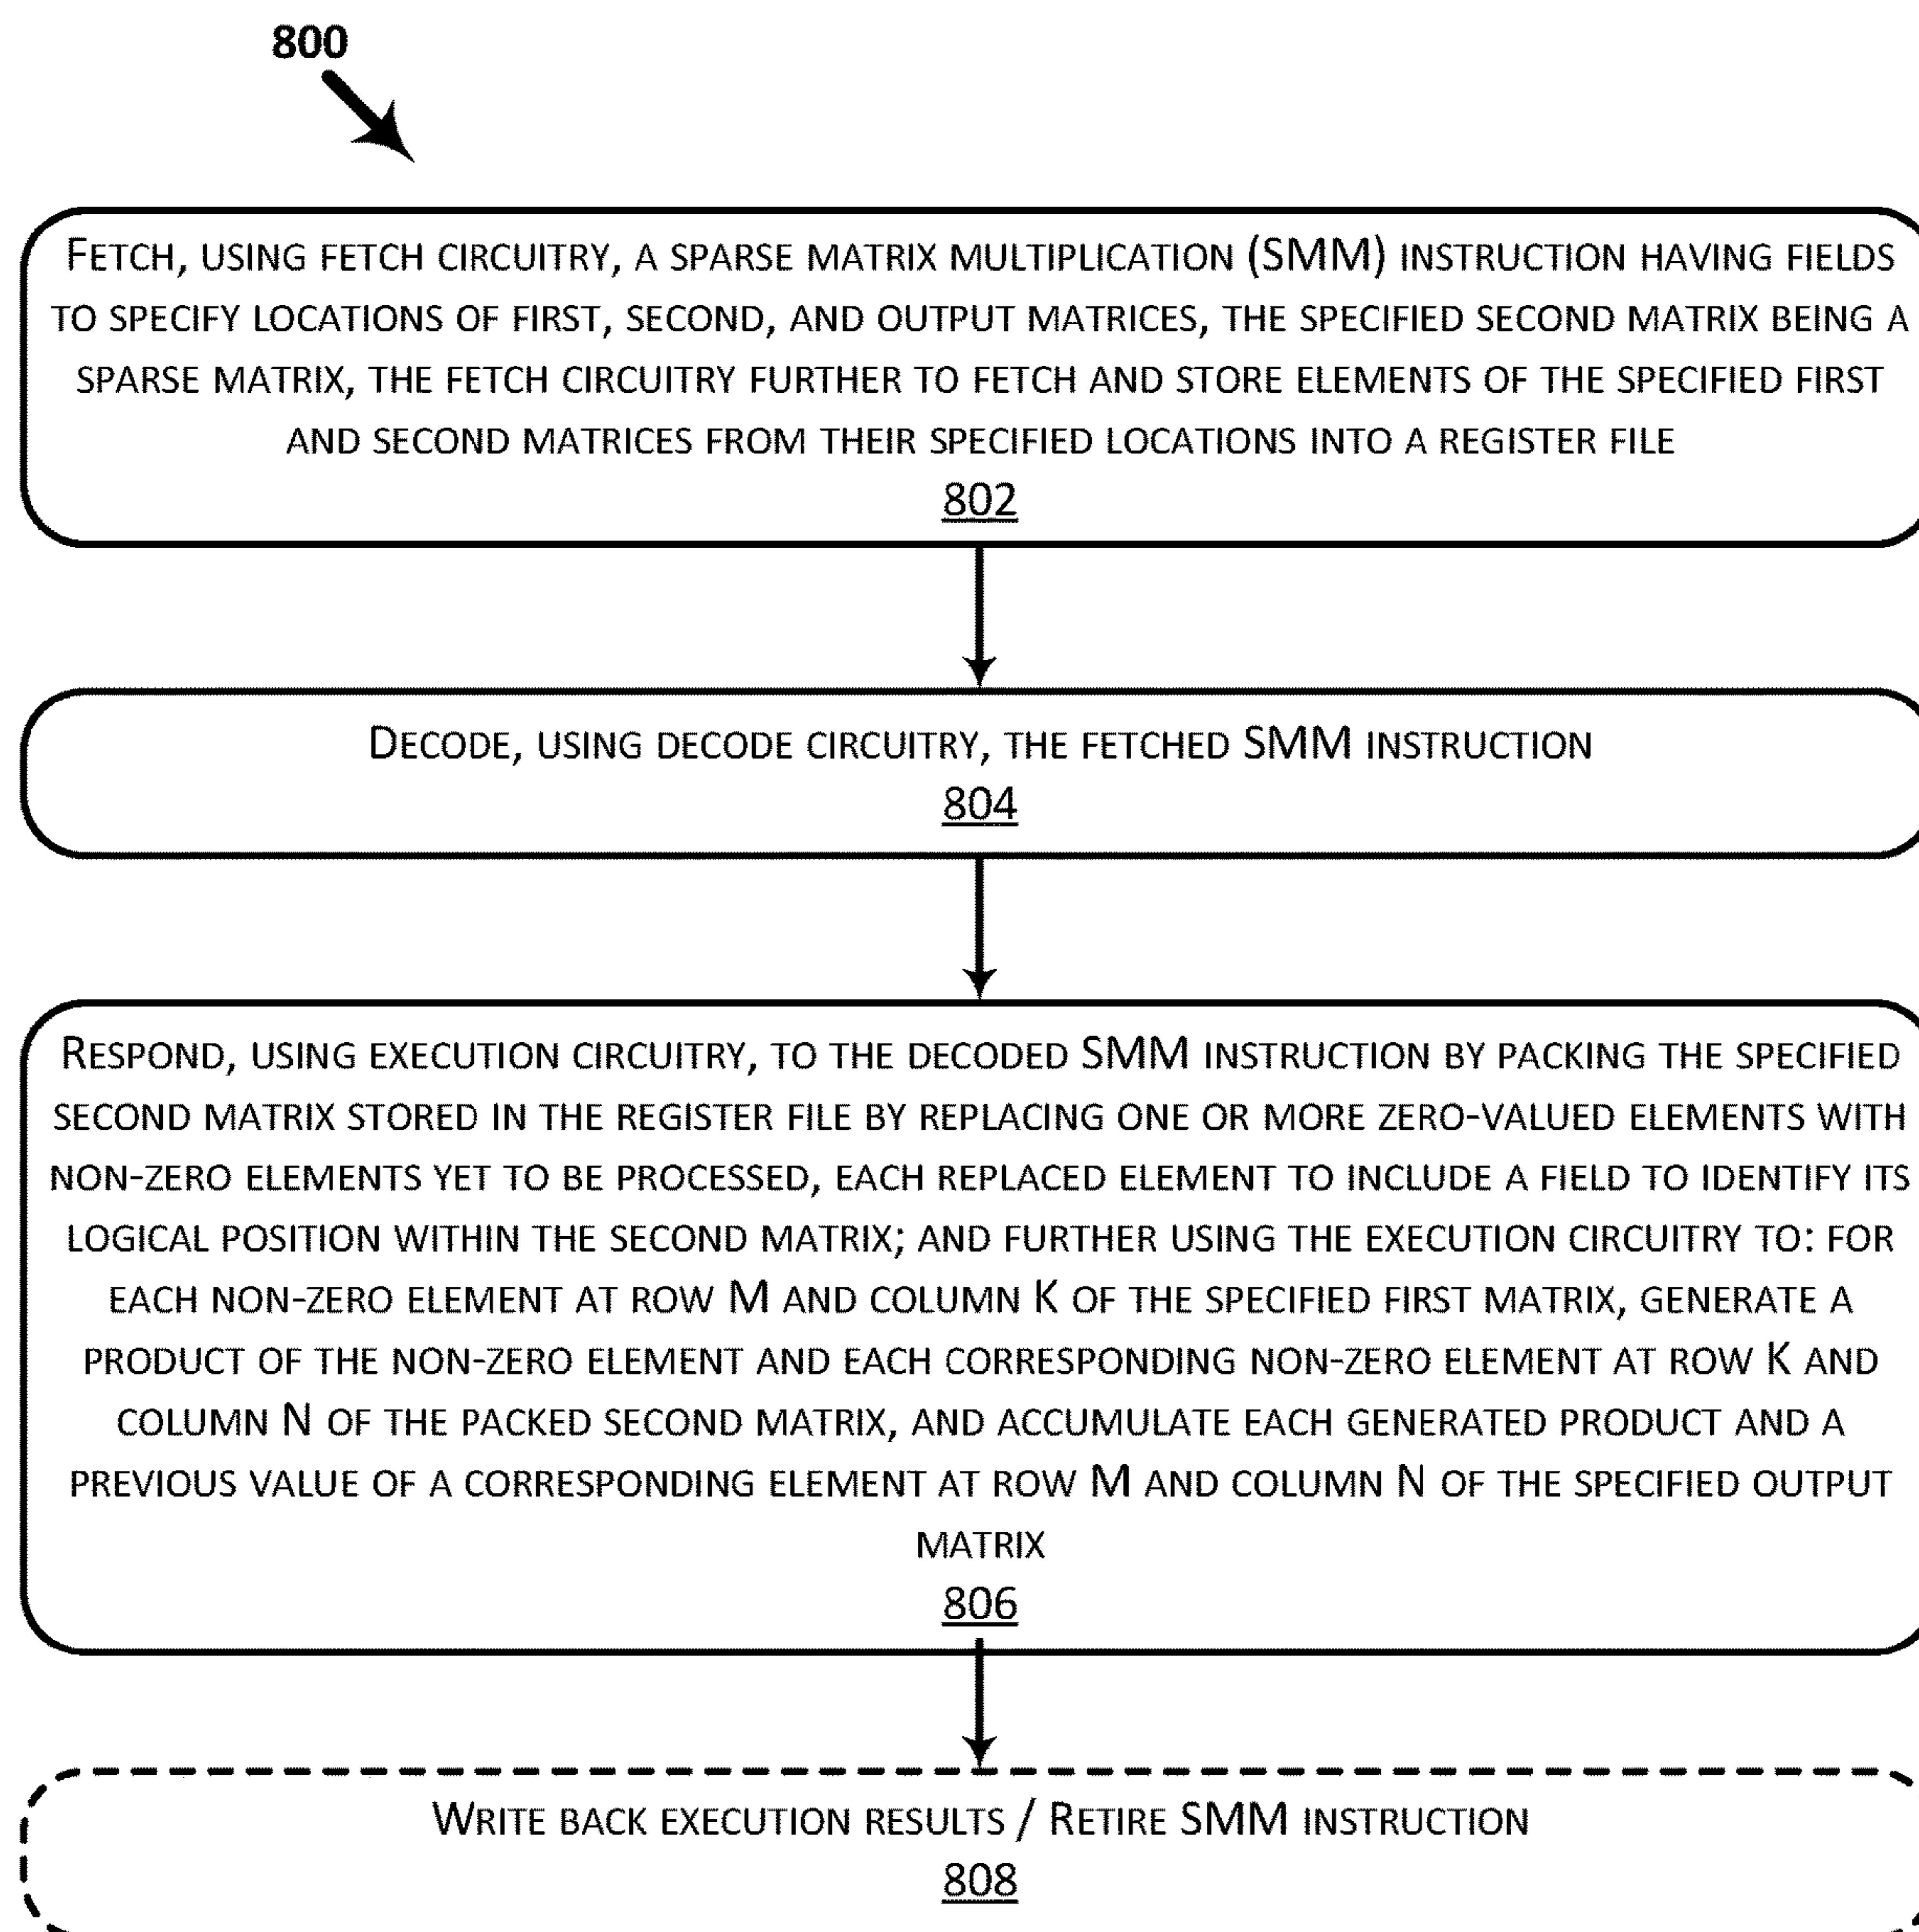 800
FETCH, USING FETCH CIRCUITRY, A SPARSE MATRIX MULTIPLICATION (SMM) INSTRUCTION HAVING FIELDS
TO SPECIFY LOCATIONS OF FIRST, SECOND, AND OUTPUT MATRICES, THE SPECIFIED SECOND MATRIX BEING A
SPARSE MATRIX, THE FETCH CIRCUITRY FURTHER TO FETCH AND STORE ELEMENTS OF THE SPECIFIED FIRST
AND SECOND MATRICES FROM THEIR SPECIFIED LOCATIONS INTO A REGISTER FILE
802
DECODE, USING DECODE CIRCUITRY, THE FETCHED SMM INSTRUCTION
804
RESPOND, USING EXECUTION CIRCUITRY, TO THE DECODED SMM INSTRUCTION BY PACKING THE SPECIFIED
SECOND MATRIX STORED IN THE REGISTER FILE BY REPLACING ONE OR MORE ZERO-VALUED ELEMENTS WITH
NON-ZERO ELEMENTS YET TO BE PROCESSED, EACH REPLACED ELEMENT TO INCLUDE A FIELD TO IDENTIFY ITS
LOGICAL POSITION WITHIN THE SECOND MATRIX; AND FURTHER USING THE EXECUTION CIRCUITRY TO: FOR
EACH NON-ZERO ELEMENT AT ROW M AND COLUMN K OF THE SPECIFIED FIRST MATRIX, GENERATE A
PRODUCT OF THE NON-ZERO ELEMENT AND EACH CORRESPONDING NON-ZERO ELEMENT AT ROW K AND
COLUMN N OF THE PACKED SECOND MATRIX, AND ACCUMULATE EACH GENERATED PRODUCT AND A
PREVIOUS VALUE OF A CORRESPONDING ELEMENT AT ROW M AND COLUMN N OF THE SPECIFIED OUTPUT
MATRIX
806
WRITE BACK EXECUTION RESULTS / RETIRE SMM INSTRUCTION
808